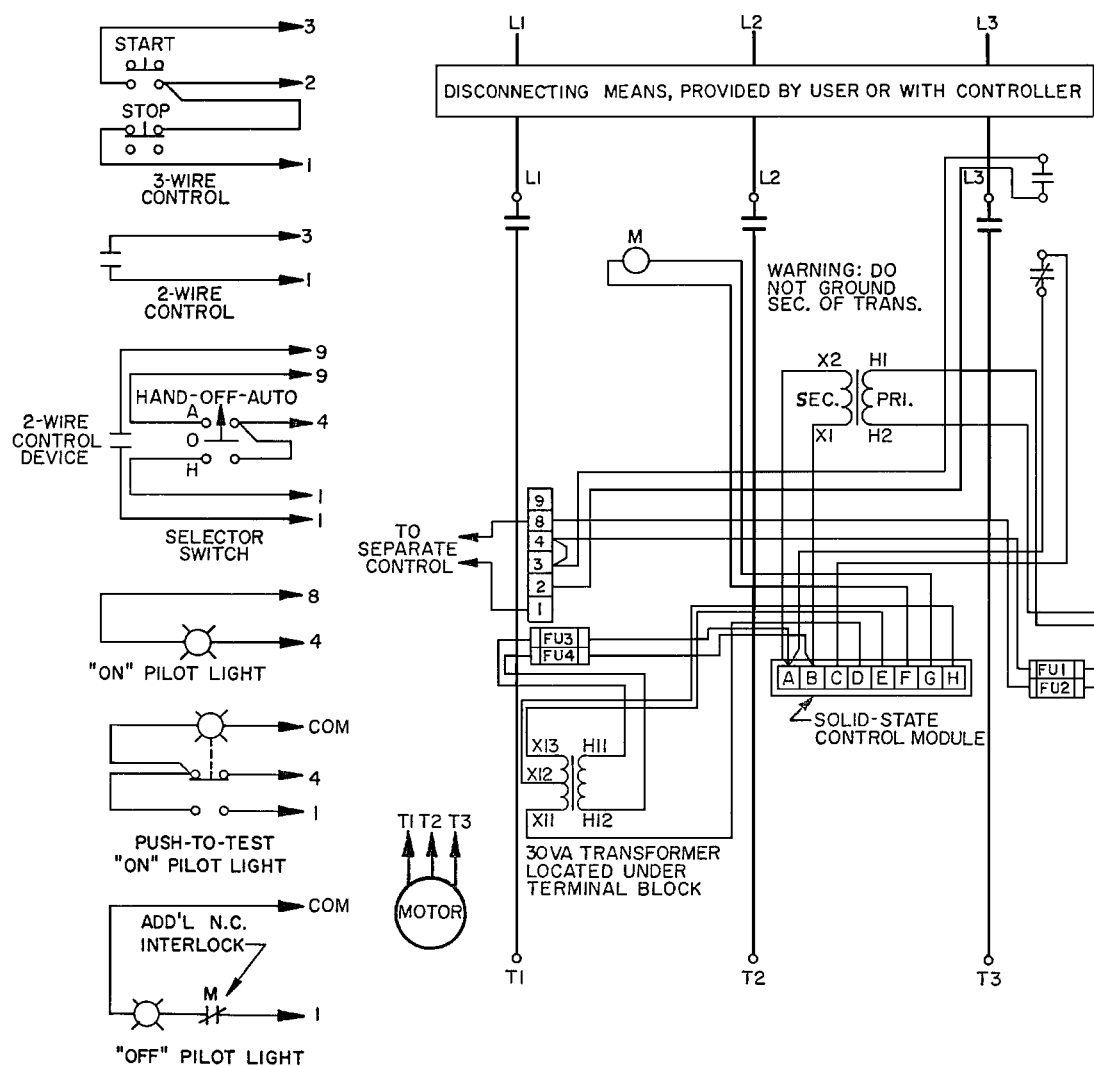 3
START
2
STOP
1
3-WIRE
CONTROL
3
1
2-WIRE
CONTROL
9
9
HAND-OFF-AUTO
A
4
O
H
2-WIRE
CONTROL
DEVICE
1
1
SELECTOR
SWITCH
8
4
"ON" PILOT LIGHT
COM
4
1
PUSH-TO-TEST
"ON" PILOT LIGHT
COM
ADD'L N.C.
INTERLOCK
M
1
"OFF" PILOT LIGHT
L1 L2 L3
DISCONNECTING MEANS, PROVIDED BY USER OR WITH CONTROLLER
L1 L2 L3
M
WARNING: DO
NOT GROUND
SEC. OF TRANS.
X2 H1
SEC. PRI.
X1 H2
TO
SEPARATE
CONTROL
9
8
4
3
2
1
FU3
FU4
A B C D E F G H
FU1
FU2
SOLID-STATE
CONTROL MODULE
X13 H11
X12
X11 H12
30VA TRANSFORMER
LOCATED UNDER
TERMINAL BLOCK
T1 T2 T3
MOTOR
T1 T2 T3